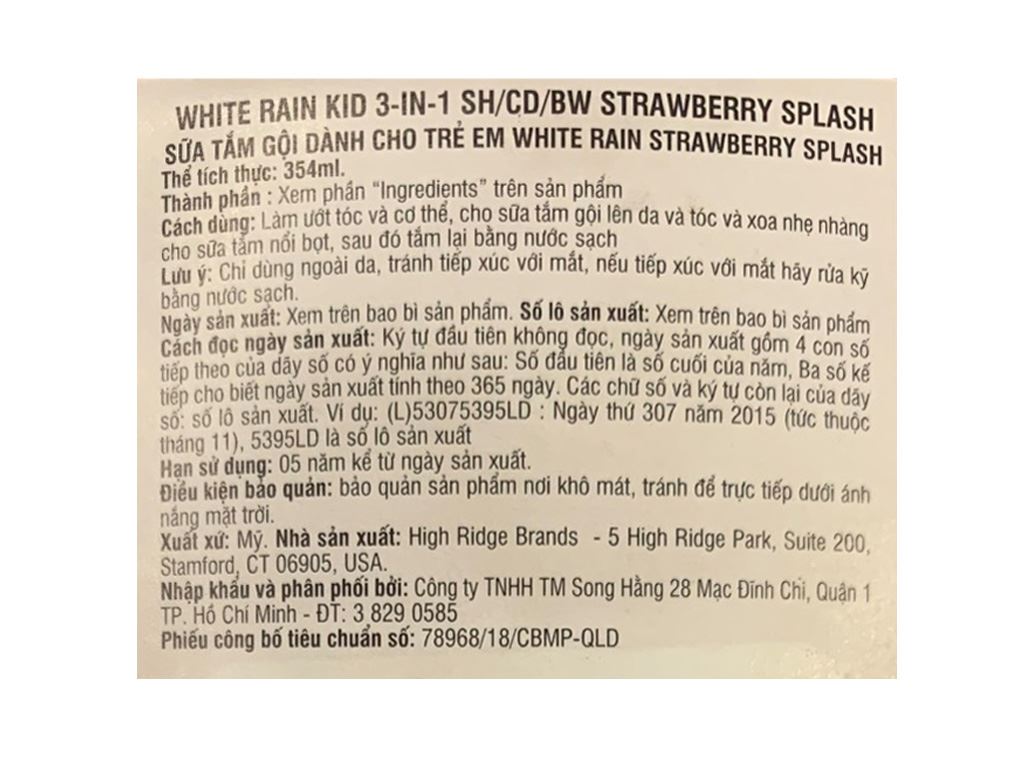 WHITE RAIN KID 3-IN-1 SH/CD/BW STRAWBERRY SPLASH
SỮA TẮM GỘI DÀNH CHO TRẺ EM WHITE RAIN STRAWBERRY SPLASH
Thể tích thực: 354ml.
Thành phần : Xem phần "Ingredients" trên sản phẩm
Cách dùng: Làm ướt tóc và cơ thể, cho sữa tắm gội lên da và tóc và xoa nhẹ nhàng
cho sữa tắm nổi bọt, sau đó tắm lại bằng nước sạch
Lưu ý: Chỉ dùng ngoài da, tránh tiếp xúc với mắt, nếu tiếp xúc với mắt hãy rửa kỹ
bằng nước sạch.
Ngày sản xuất: Xem trên bao bì sản phẩm. Số lô sản xuất: Xem trên bao bì sản phẩm
Cách đọc ngày sản xuất: Ký tự đầu tiên không đọc, ngày sản xuất gồm 4 con số
tiếp theo của dãy số có ý nghĩa như sau: Số đầu tiên là số cuối của năm, Ba số kế
tiếp cho biết ngày sản xuất tính theo 365 ngày. Các chữ số và ký tự còn lại của dãy
số: số lô sản xuất. Ví dụ: (L)53075395LD : Ngày thứ 307 năm 2015 (tức thuộc
tháng 11), 5395LD là số lô sản xuất
Hạn sử dụng: 05 năm kể từ ngày sản xuất.
Điều kiện bảo quản: bảo quản sản phẩm nơi khô mát, tránh để trực tiếp dưới ánh
nắng mặt trời.
Xuất xứ: Mỹ. Nhà sản xuất: High Ridge Brands - 5 High Ridge Park, Suite 200,
Stamford, CT 06905, USA.
Nhập khẩu và phân phối bởi: Công ty TNHH TM Song Hằng 28 Mạc Đĩnh Chi, Quận 1
TP. Hồ Chí Minh - ĐT: 3 829 0585
Phiếu công bố tiêu chuẩn số: 78968/18/CBMP-QLD